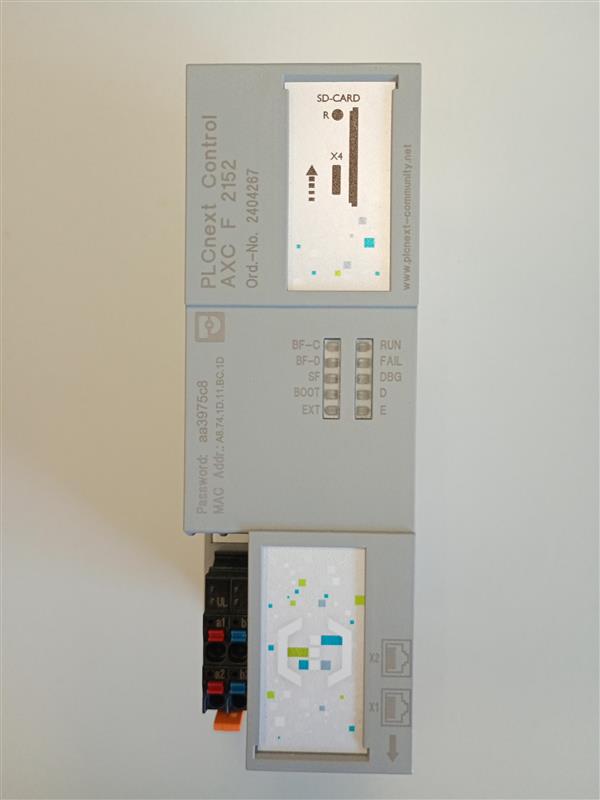 PLCnext Control
AXC F 2152
Ord.-No. 2404267
SD-CARD
R
X4
www.plcnext-community.net
BF-C
BF-D
SF
BOOT
EXT
RUN
FAIL
DBG
D
E
Password: aa3975c8
MAC Addr.: A8.74.1D.11.BC.1D
UL
a1
b1
a2
b2
X2
X1